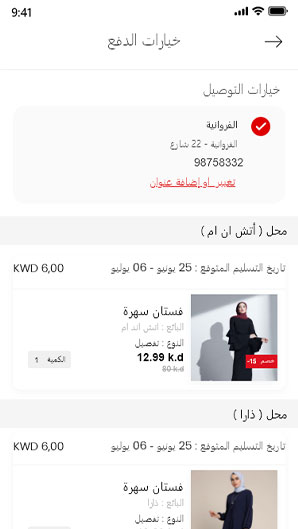 9:41
خيارات الدفع
خيارات التوصيل
الفروانية
الفروانية - 22 شارع
98758332
تغيير او إضافة عنوان
محل ( أتش ان ام )
تاريخ التسليم المتوقع : 25 يونيو - 06 يوليو
KWD 6,00
فستان سهرة
البائع : اتش اند ام
النوع : تفصيل
12.99 k.d
80 k.d
خصم 15-
الكمية 1
محل ( ذارا )
تاريخ التسليم المتوقع : 25 يونيو - 06 يوليو
KWD 6,00
فستان سهرة
البائع : ذارا
النوع : تفصيل